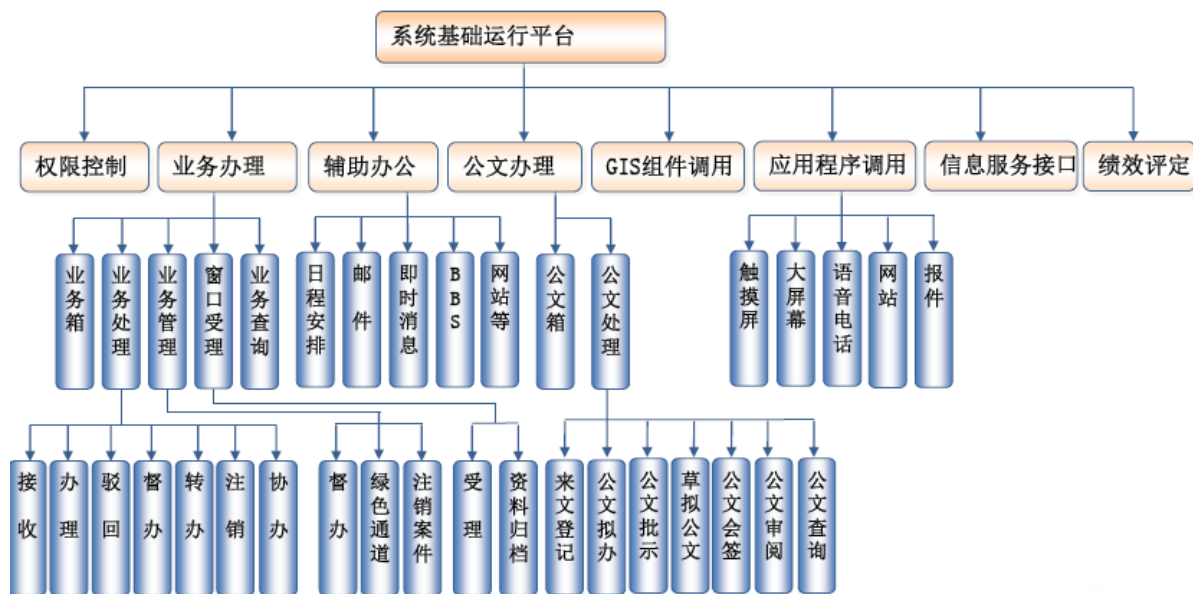 系统基础运行平台
权限控制
业务办理
辅助办公
公文办理
GIS组件调用
应用程序调用
信息服务接口
绩效评定
业务箱
业务处理
业务管理
窗口受理
业务查询
日程安排
邮件
即时消息
BBS
网站等
公文箱
公文处理
触摸屏
大屏幕
语音电话
网站
报件
接收
办理
驳回
督办
转办
注销
协办
督办
绿色通道
注销案件
受理
资料归档
来文登记
公文拟办
公文批示
草拟公文
公文会签
公文审阅
公文查询